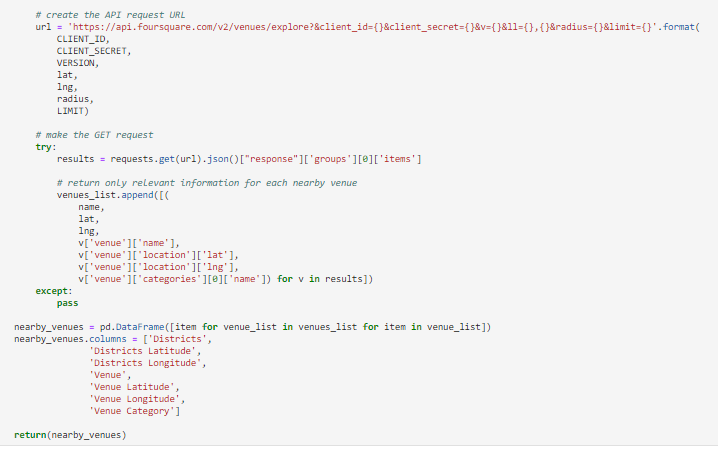 # create the API request URL
url = 'https://api.foursquare.com/v2/venues/explore?&client_id={}&client_secret={}&v={}&ll={},{}&radius={}&limit={}'.format(
CLIENT_ID,
CLIENT_SECRET,
VERSION,
lat,
lng,
radius,
LIMIT)
# make the GET request
try:
results = requests.get(url).json()["response"]['groups'][0]['items']
# return only relevant information for each nearby venue
venues_list.append([(
name,
lat,
lng,
v['venue']['name'],
v['venue']['location']['lat'],
v['venue']['location']['lng'],
v['venue']['categories'][0]['name']) for v in results])
except:
pass
nearby_venues = pd.DataFrame([item for venue_list in venues_list for item in venue_list])
nearby_venues.columns = ['Districts',
'Districts Latitude',
'Districts Longitude',
'Venue',
'Venue Latitude',
'Venue Longitude',
'Venue Category']
return(nearby_venues)